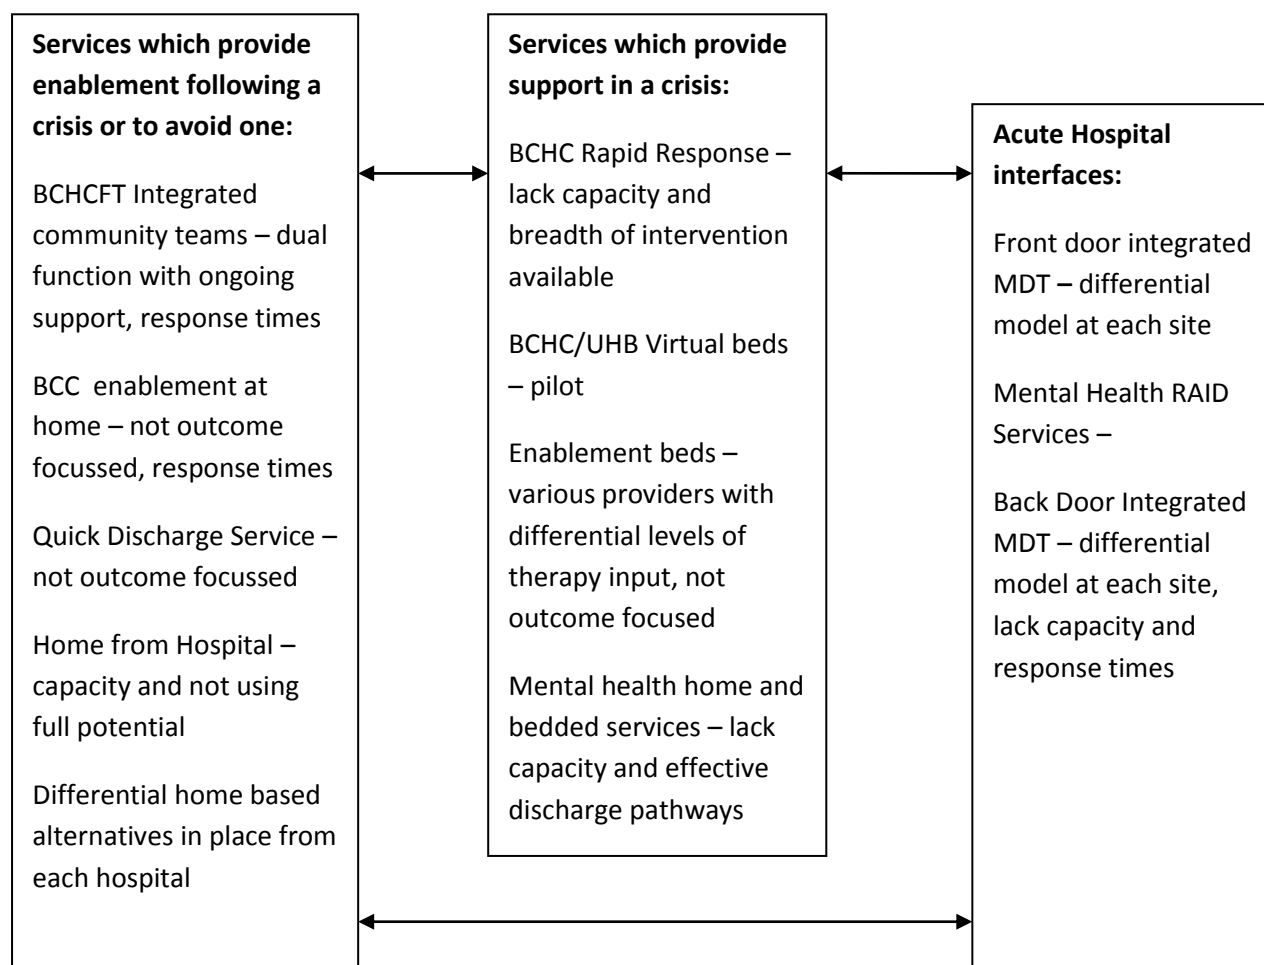 Services which provide
enablement following a
crisis or to avoid one:
BCHCFT Integrated
community teams – dual
function with ongoing
support, response times
BCC  enablement at
home – not outcome
focussed, response times
Quick Discharge Service –
not outcome focussed
Home from Hospital –
capacity and not using
full potential
Differential home based
alternatives in place from
each hospital
Services which provide
support in a crisis:
BCHC Rapid Response –
lack capacity and
breadth of intervention
available
BCHC/UHB Virtual beds
– pilot
Enablement beds –
various providers with
differential levels of
therapy input, not
outcome focused
Mental health home and
bedded services – lack
capacity and effective
discharge pathways
Acute Hospital
interfaces:
Front door integrated
MDT – differential
model at each site
Mental Health RAID
Services –
Back Door Integrated
MDT – differential
model at each site,
lack capacity and
response times